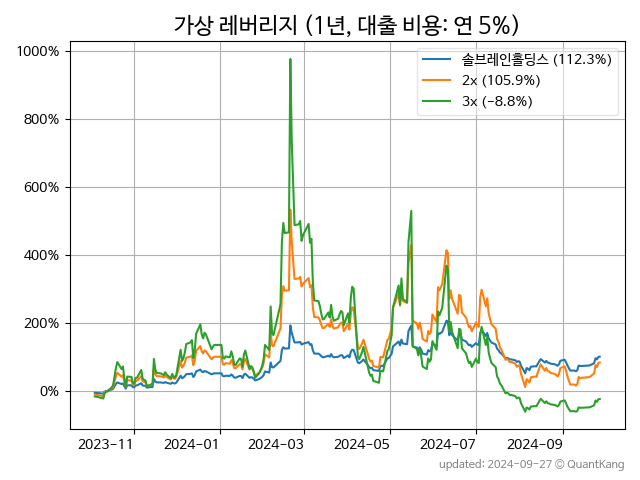 가상 레버리지 (1년, 대출 비용: 연 5%)
1000%
800%
600%
400%
200%
0%
솔브레인홀딩스 (112.3%)
2x (105.9%)
3x (−8.8%)
2023-11
2024-01
2024-03
2024-05
2024-07
2024-09
updated: 2024-09-27 © QuantKang